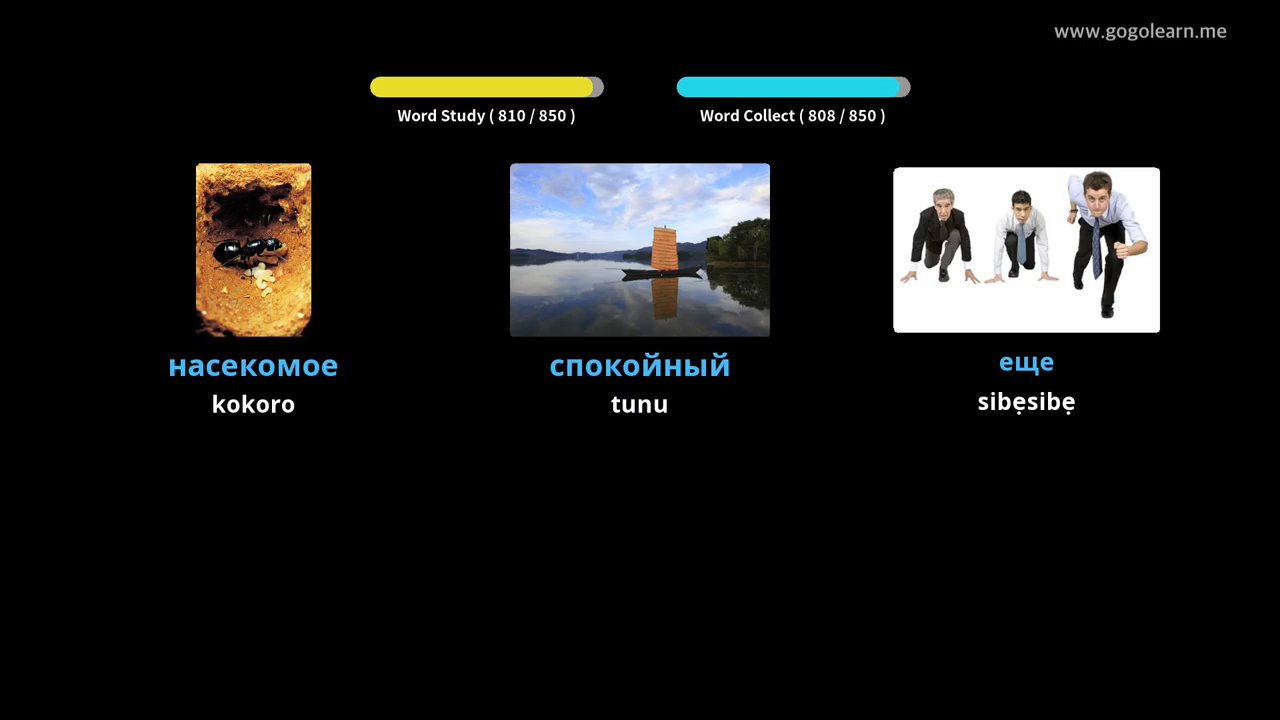 www.gogolearn.me
Word Study ( 810 / 850 )
Word Collect ( 808 / 850 )
насекомое
kokoro
спокойный
tunu
еще
sibẹsibẹ